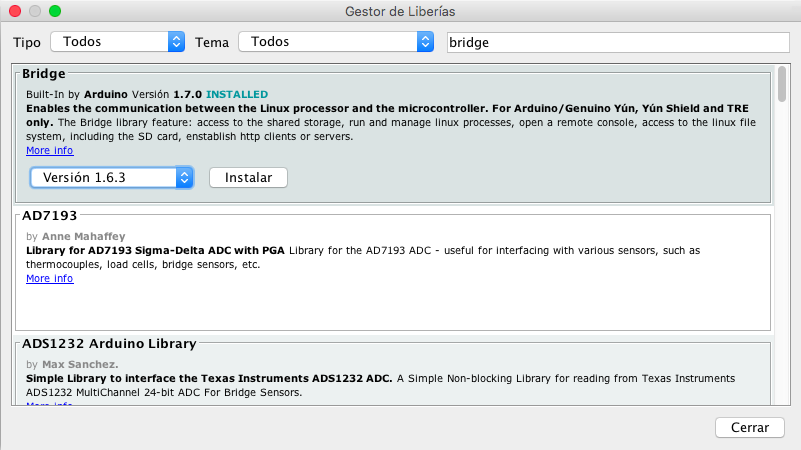 Gestor de Liberías
Tipo Todos Tema Todos bridge
Bridge
Built-In by Arduino Versión 1.7.0 INSTALLED
Enables the communication between the Linux processor and the microcontroller. For Arduino/Genuino Yún, Yún Shield and TRE
only. The Bridge library feature: access to the shared storage, run and manage linux processes, open a remote console, access to the linux file
system, including the SD card, enstablish http clients or servers.
More info
Versión 1.6.3 Instalar
AD7193
by Anne Mahaffey
Library for AD7193 Sigma-Delta ADC with PGA Library for the AD7193 ADC - useful for interfacing with various sensors, such as
thermocouples, load cells, bridge sensors, etc.
More info
ADS1232 Arduino Library
by Max Sanchez.
Simple Library to interface the Texas Instruments ADS1232 ADC. A Simple Non-blocking Library for reading from Texas Instruments
ADS1232 MultiChannel 24-bit ADC For Bridge Sensors.
More info
Cerrar